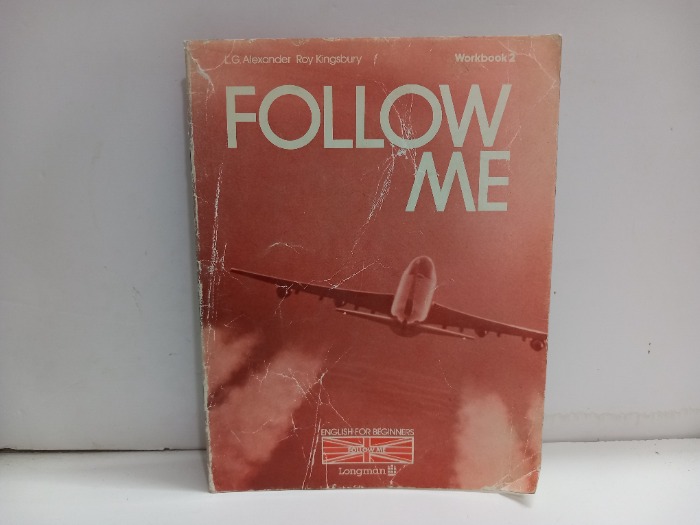 L.G. Alexander Roy Kingsbury Workbook 2
FOLLOW
ME
ENGLISH FOR BEGINNERS
FOLLOW ME
Longman